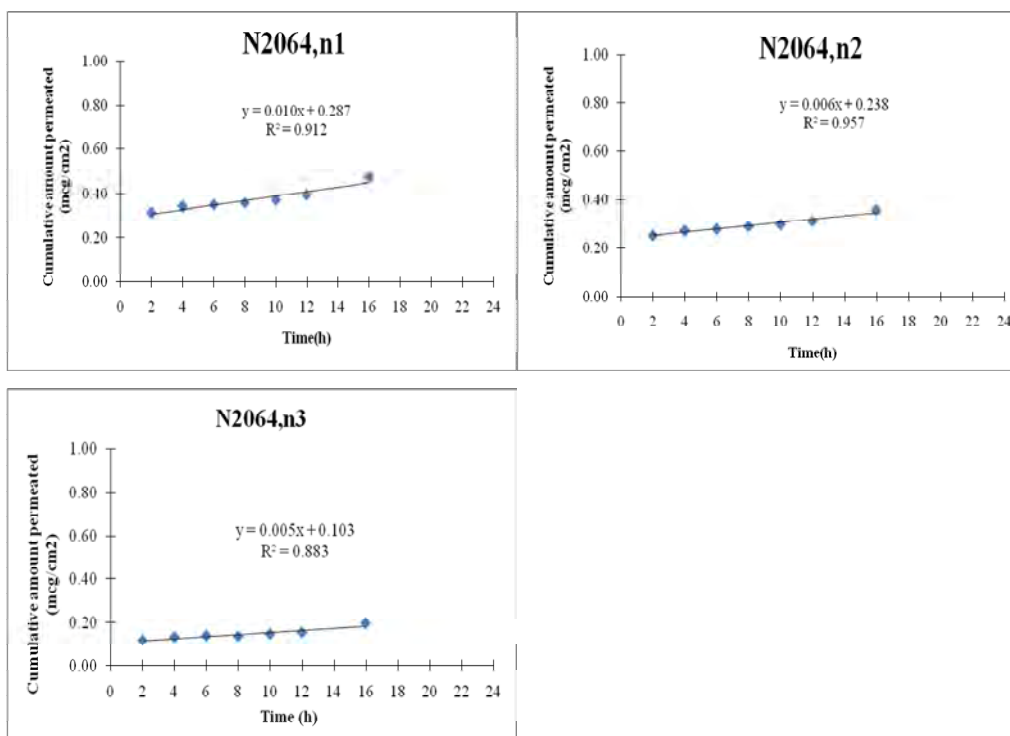 N2064,n1
Cumulative amount permeated
(mcg/cm2)
1.00
0.80
0.60
0.40
0.20
0.00
y = 0.010x + 0.287
R² = 0.912
0 2 4 6 8 10 12 14 16 18 20 22 24
Time(h)
N2064,n2
Cumulative amount permeated
(mcg/cm2)
1.00
0.80
0.60
0.40
0.20
0.00
y = 0.006x + 0.238
R² = 0.957
0 2 4 6 8 10 12 14 16 18 20 22 24
Time(h)
N2064,n3
Cumulative amount permeated
(mcg/cm2)
1.00
0.80
0.60
0.40
0.20
0.00
y = 0.005x + 0.103
R² = 0.883
0 2 4 6 8 10 12 14 16 18 20 22 24
Time (h)